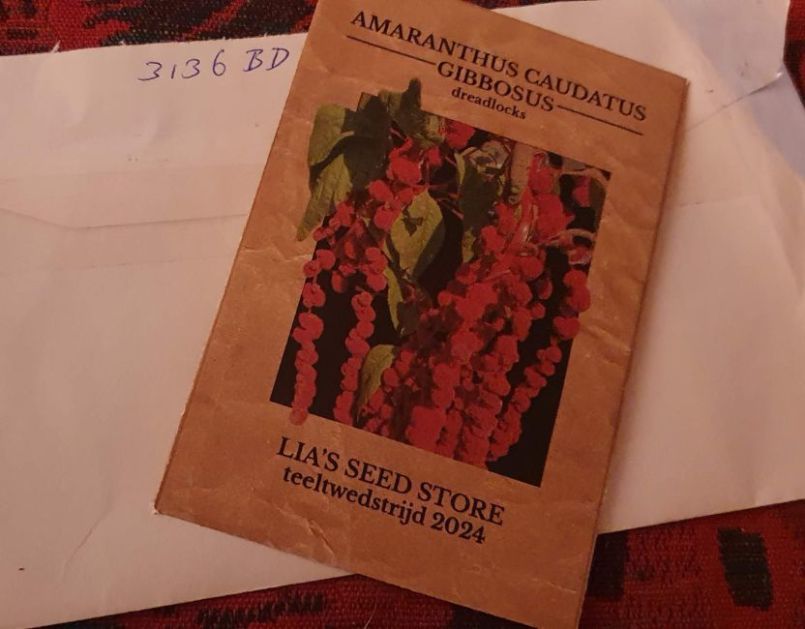 3136 BD
AMARANTHUS CAUDATUS
GIBBOSUS
dreadlocks
LIA'S SEED STORE
teeltwedstrijd 2024